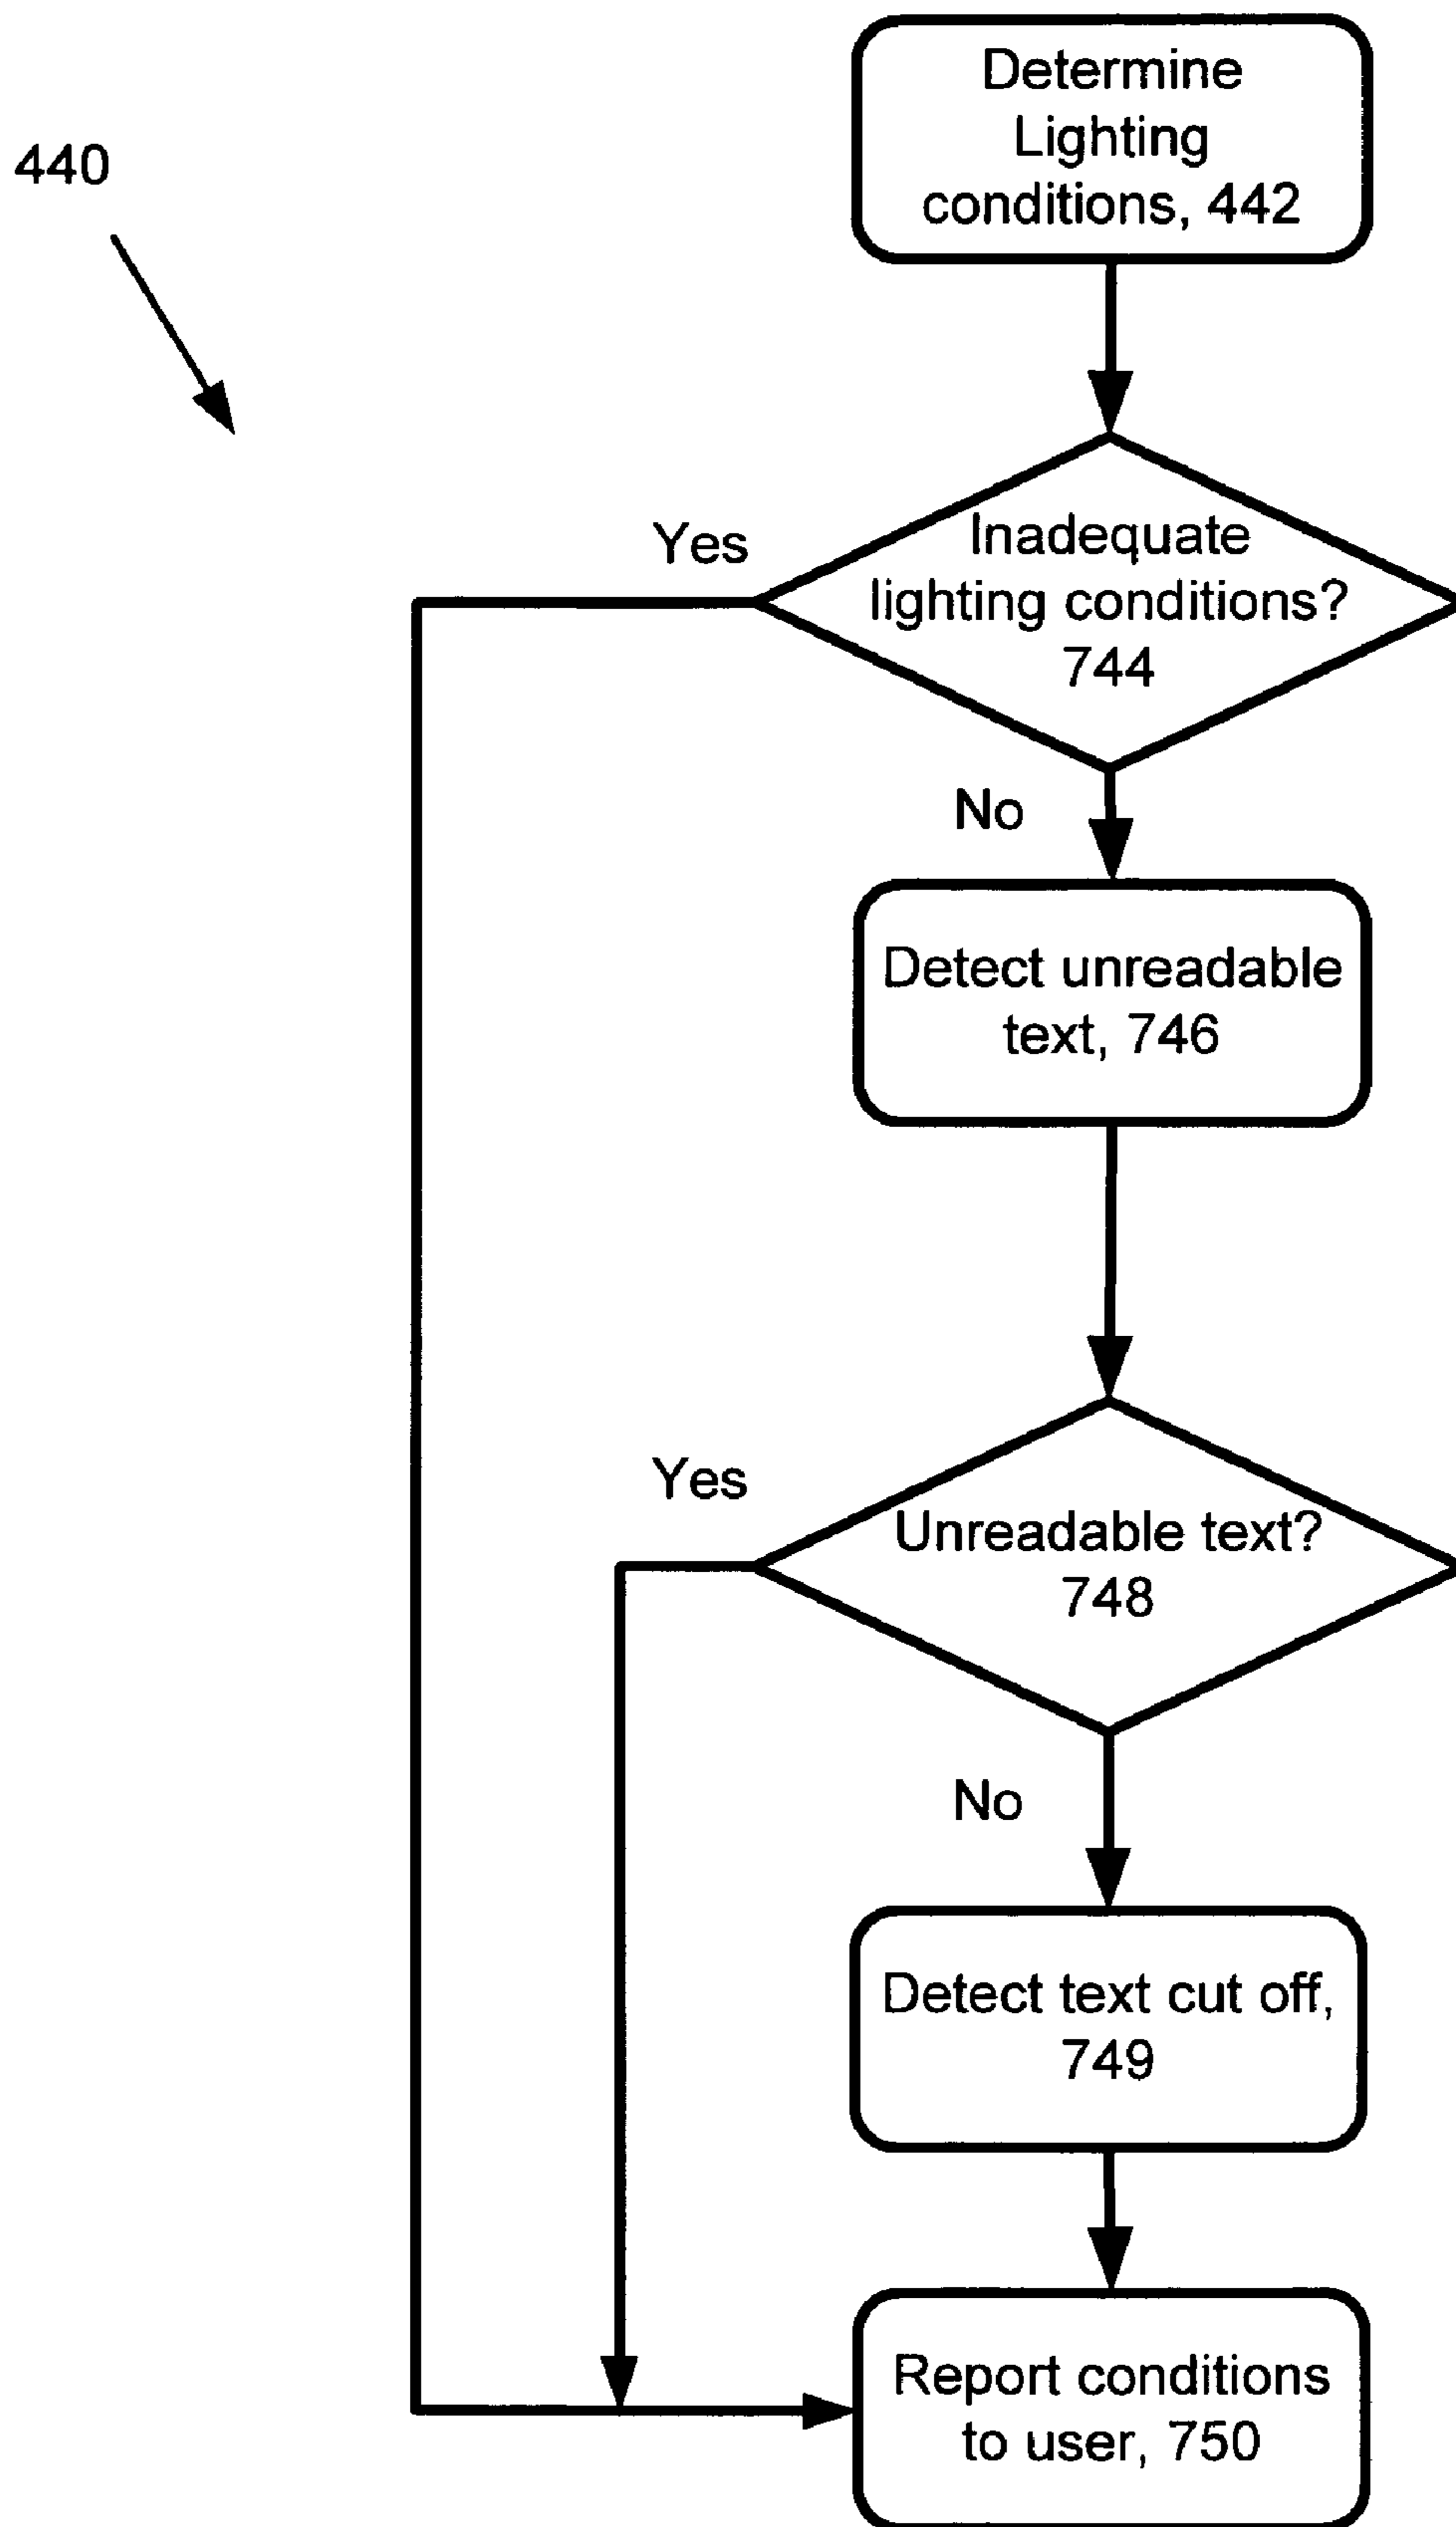 440
Determine
Lighting
conditions, 442
Yes
Inadequate
lighting conditions?
744
No
Detect unreadable
text, 746
Yes
Unreadable text?
748
No
Detect text cut off,
749
Report conditions
to user, 750